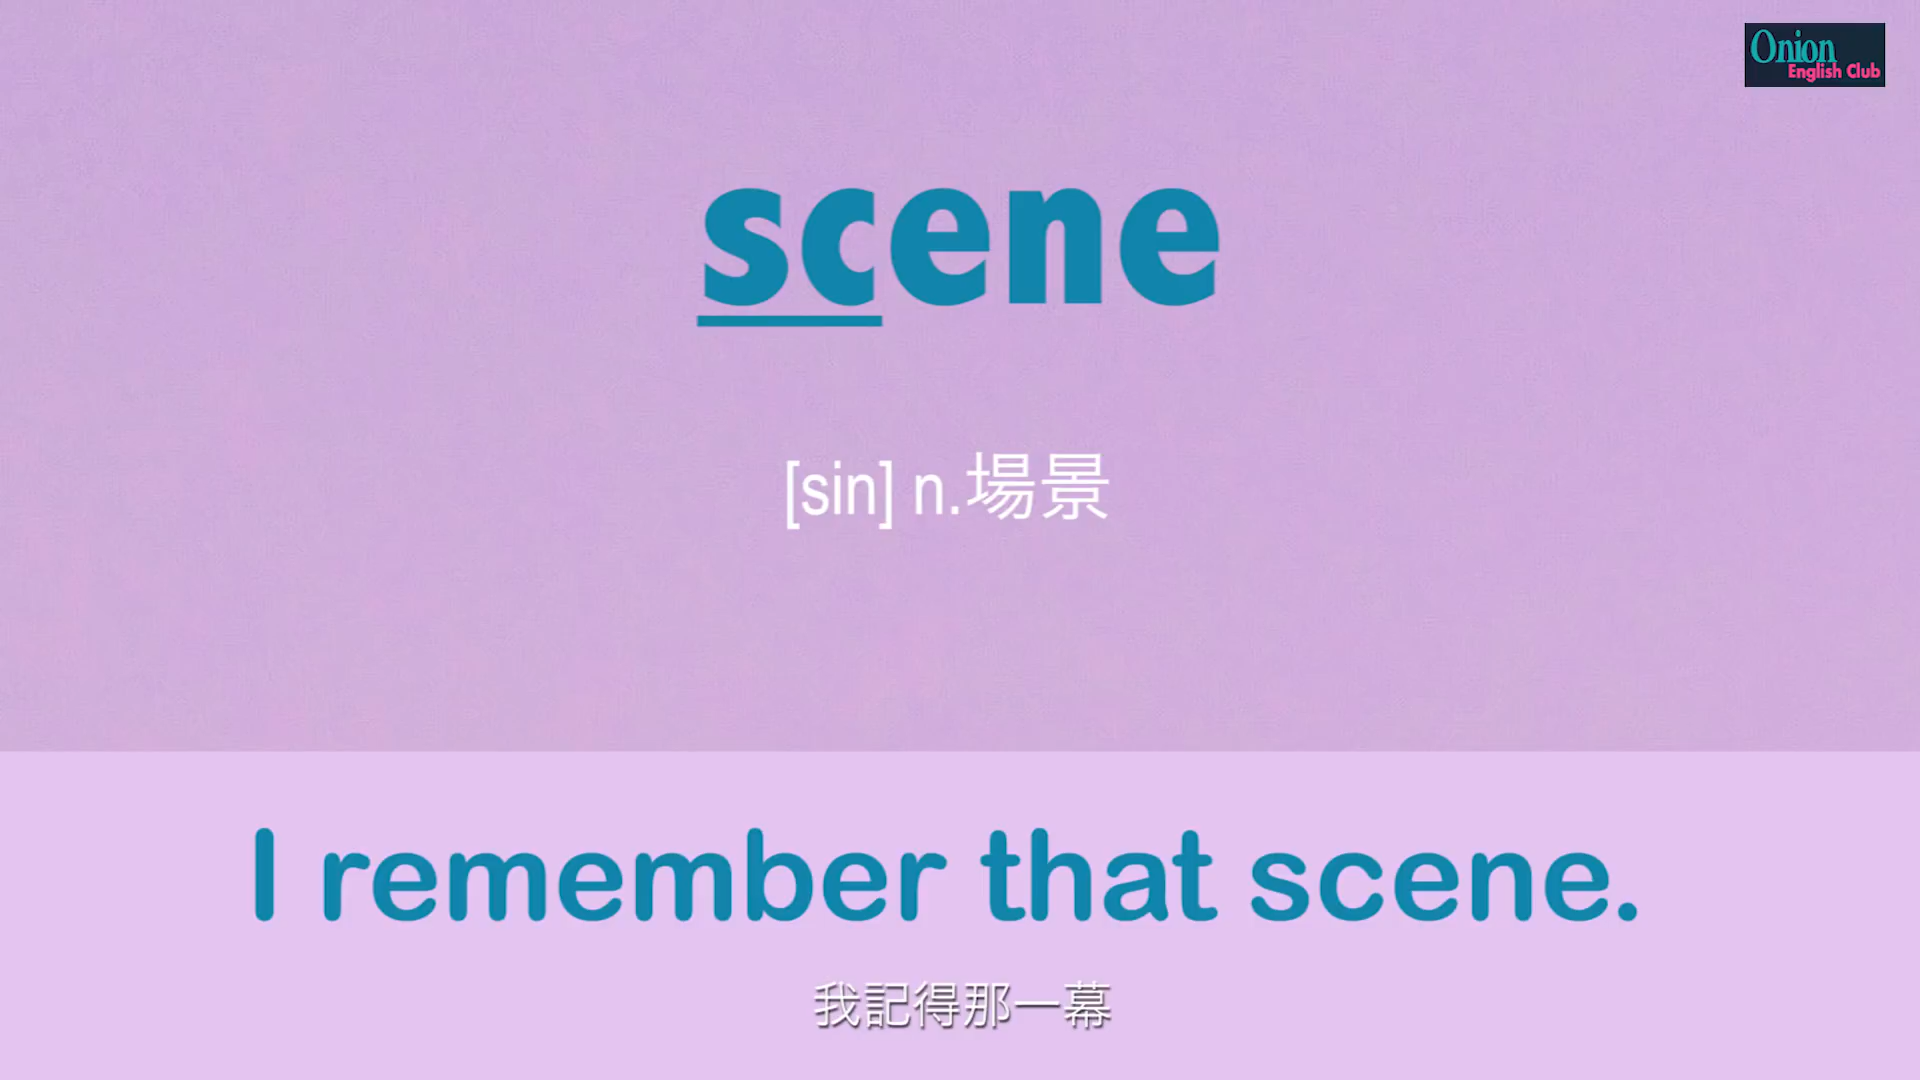 Onion
English Club
scene
[sin] n.場景
I remember that scene.
我記得那一幕